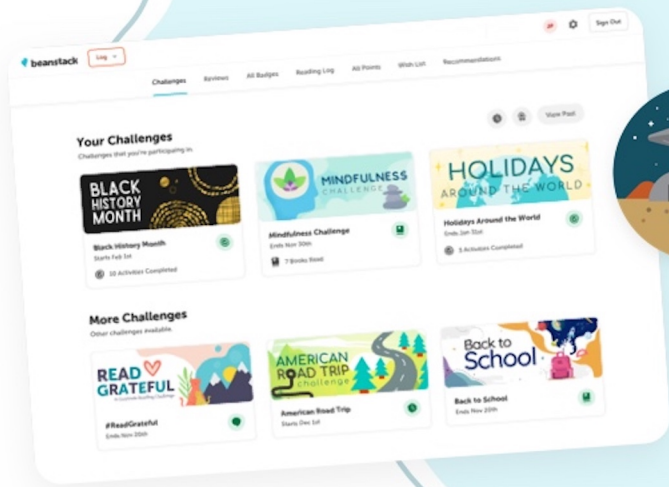 beanstack
Log
JP
Sign Out
Challenges
Reviews
All Badges
Reading Log
All Points
Wish List
Recommendations
Your Challenges
Challenges that you're participating in.
View Past
BLACK
HISTORY
MONTH
MINDFULNESS
CHALLENGE
HOLIDAYS
AROUND THE WORLD
Black History Month
Starts Feb 1st
10 Activities Completed
Mindfulness Challenge
Ends Nov 30th
7 Books Read
Holidays Around the World
Ends Jan 31st
3 Activities Completed
More Challenges
Other challenges available.
READ
GRATEFUL
AMERICAN
ROAD TRIP
challenge
Back to
School
#ReadGrateful
Ends Nov 30th
American Road Trip
Starts Dec 1st
Back to School
Ends Nov 20th